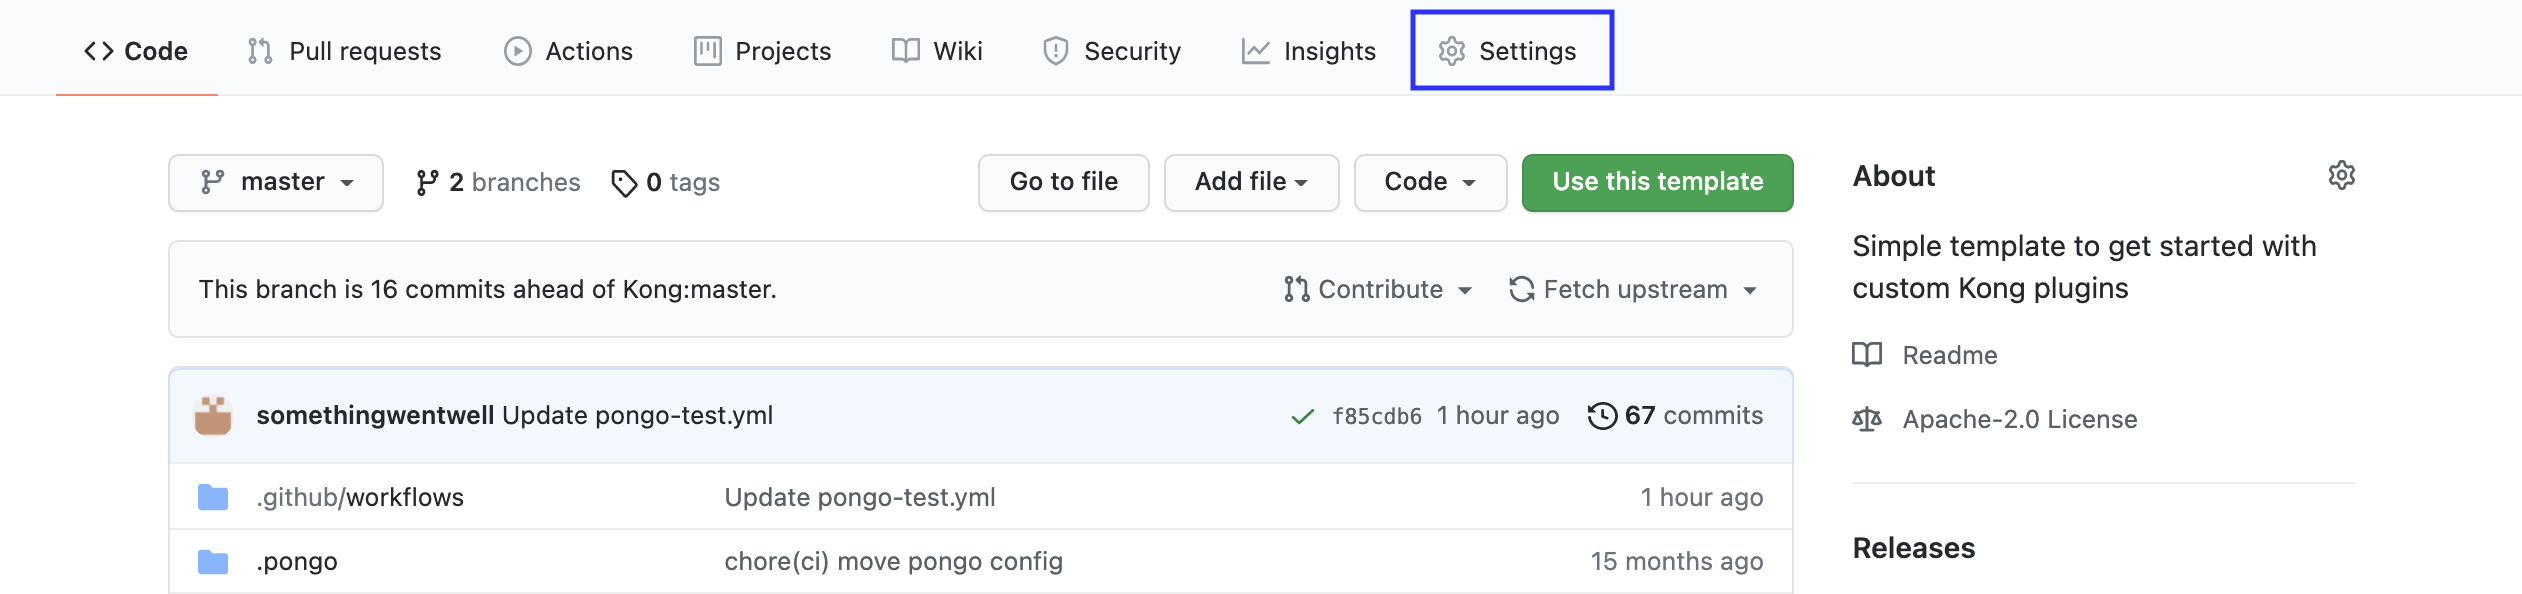 Code Pull requests Actions Projects Wiki Security Insights Settings
master 2 branches 0 tags Go to file Add file Code Use this template
This branch is 16 commits ahead of Kong:master. Contribute Fetch upstream
somethingwentwell Update pongo-test.yml f85cdb6 1 hour ago 67 commits
.github/workflows Update pongo-test.yml 1 hour ago
.pongo chore(ci) move pongo config 15 months ago
About
Simple template to get started with
custom Kong plugins
Readme
Apache-2.0 License
Releases